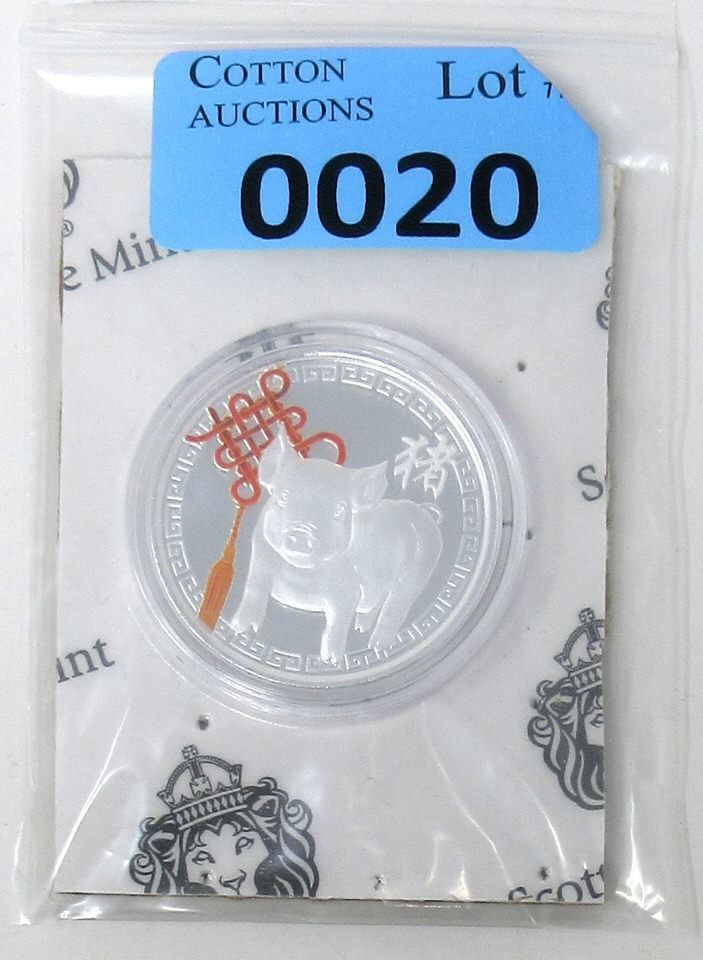 COTTON
AUCTIONS
Lot
0020
®
e Min
猪
S
int
Scott